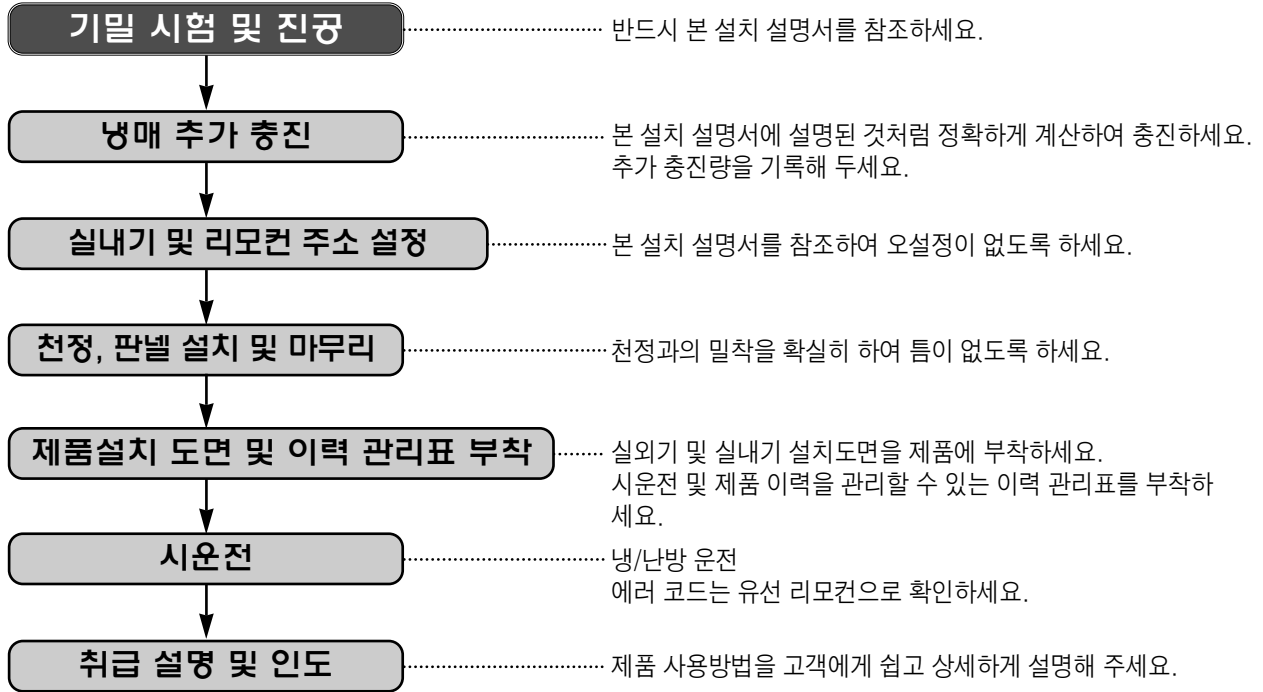 기밀 시험 및 진공
반드시 본 설치 설명서를 참조하세요.
냉매 추가 충진
본 설치 설명서에 설명된 것처럼 정확하게 계산하여 충진하세요.
추가 충진량을 기록해 두세요.
실내기 및 리모컨 주소 설정
본 설치 설명서를 참조하여 오설정이 없도록 하세요.
천정, 판넬 설치 및 마무리
천정과의 밀착을 확실히 하여 틈이 없도록 하세요.
제품설치 도면 및 이력 관리표 부착
실외기 및 실내기 설치도면을 제품에 부착하세요.
시운전 및 제품 이력을 관리할 수 있는 이력 관리표를 부착하
세요.
시운전
냉/난방 운전
에러 코드는 유선 리모컨으로 확인하세요.
취급 설명 및 인도
제품 사용방법을 고객에게 쉽고 상세하게 설명해 주세요.